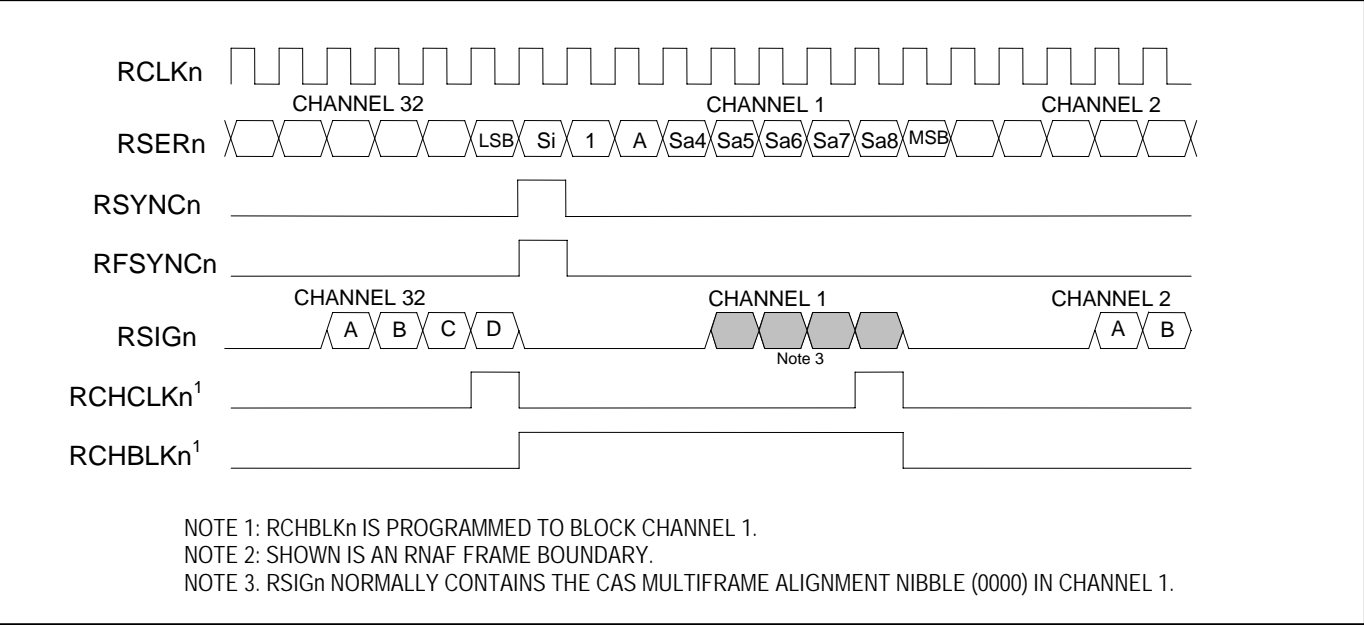 RCLKn
CHANNEL 32 CHANNEL 1 CHANNEL 2
RSERn LSB Si 1 A Sa4 Sa5 Sa6 Sa7 Sa8 MSB
RSYNCn
RFSYNCn
CHANNEL 32 CHANNEL 1 CHANNEL 2
RSIGn A B C D A B
Note 3
RCHCLKn1
RCHBLKn1
NOTE 1: RCHBLKn IS PROGRAMMED TO BLOCK CHANNEL 1.
NOTE 2: SHOWN IS AN RNAF FRAME BOUNDARY.
NOTE 3. RSIGn NORMALLY CONTAINS THE CAS MULTIFRAME ALIGNMENT NIBBLE (0000) IN CHANNEL 1.